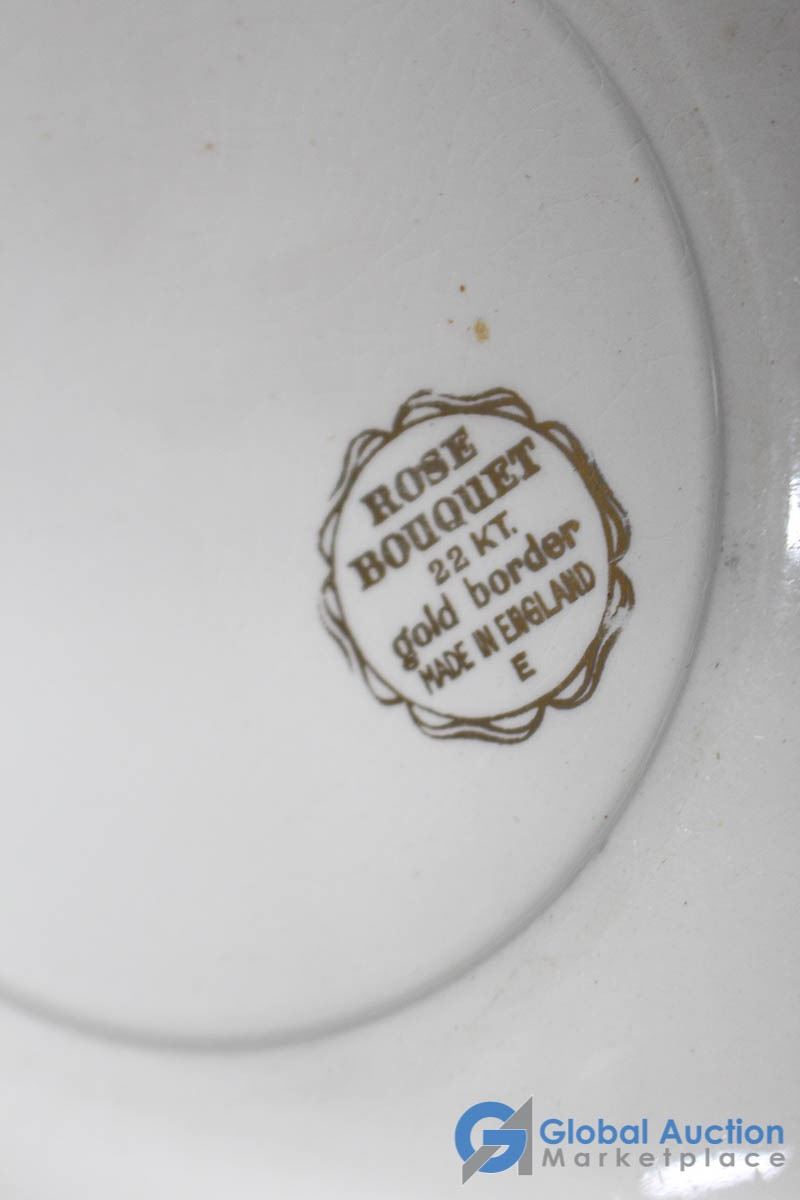 ROSE
BOUQUET
22 KT.
gold border
MADE IN ENGLAND
E
Global Auction
Marketplace